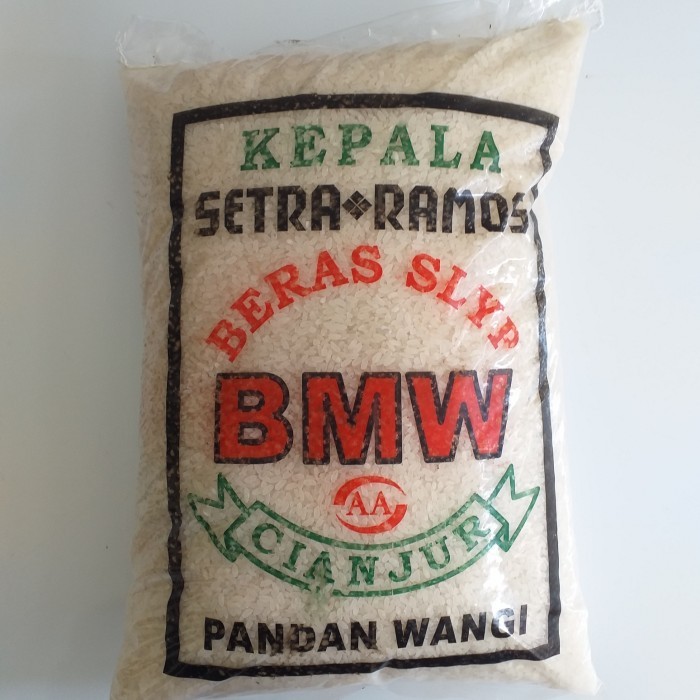 KEPALA
SETRA❖RAMOS
BERAS SLYP
BMW
AA
CIANJUR
PANDAN WANGI